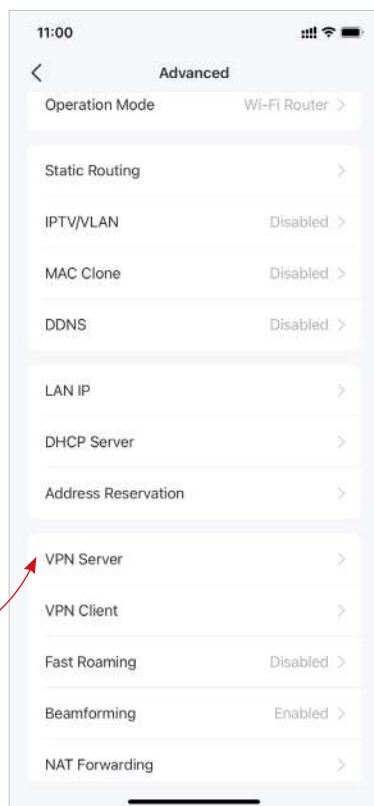 11:00
Advanced
Operation Mode Wi-Fi Router
Static Routing
IPTV/VLAN Disabled
MAC Clone Disabled
DDNS Disabled
LAN IP
DHCP Server
Address Reservation
VPN Server
VPN Client
Fast Roaming Disabled
Beamforming Enabled
NAT Forwarding